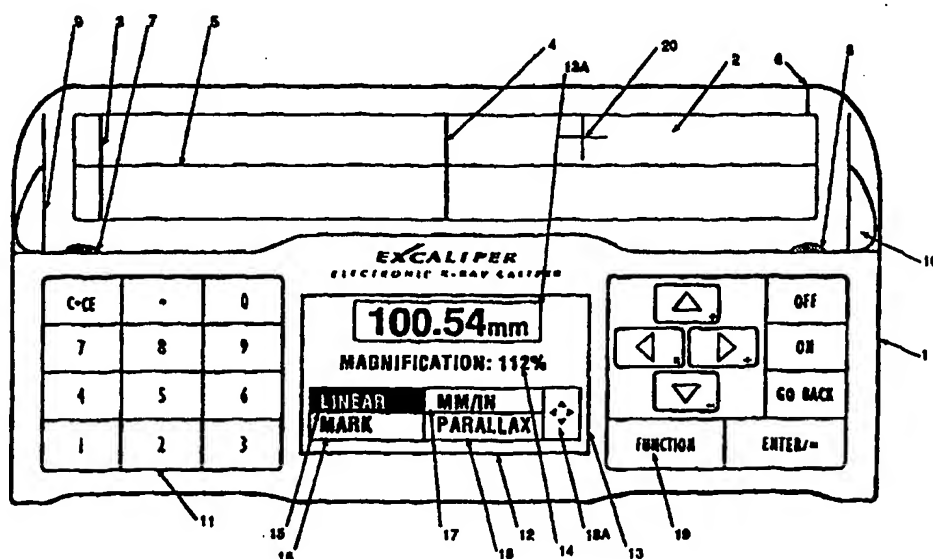 9 3 7 5 4 20 2 6 8
13A
10
EXCALIPER
ELECTRONIC X-RAY CALIPER
C•CE • 0
7 8 9
4 5 6
1 2 3
100.54mm
MAGNIFICATION: 112%
LINEAR MM/IN
MARK PARALLAX
OFF
ON
GO BACK
FUNCTION ENTER/=
1
11
15 16 17 18 12 14 18A 13 19